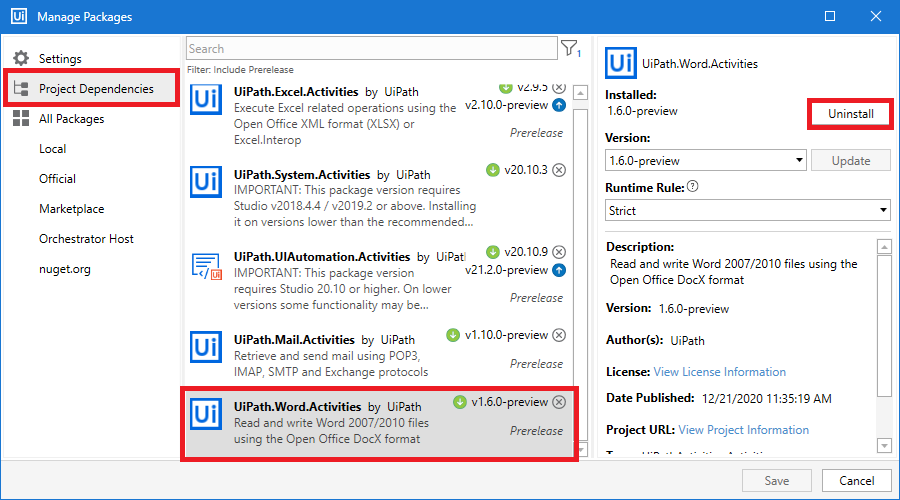 Ui Manage Packages
Settings
Project Dependencies
All Packages
Local
Official
Marketplace
Orchestrator Host
nuget.org
Search
1
Filter: Include Prerelease
Ui
UiPath.Excel.Activities by UiPath
v2.9.5
Execute Excel related operations using the
v2.10.0-preview
Open Office XML format (XLSX) or
Excel.Interop
Prerelease
Ui
UiPath.System.Activities by UiPath
v20.10.3
IMPORTANT: This package version requires
Studio v2018.4.4 / v2019.2 or above. Installing
it on versions lower than the recommended...
Ui
UiPath.UIAutomation.Activities by UiPat
v20.10.9
IMPORTANT: This package version
v21.2.0-preview
requires Studio 20.10 or higher. On lower
versions some functionality may be...
Prerelease
Ui
UiPath.Mail.Activities by UiPath
v1.10.0-preview
Retrieve and send mail using POP3,
IMAP, SMTP and Exchange protocols
Prerelease
Ui
UiPath.Word.Activities by UiPath
v1.6.0-preview
Read and write Word 2007/2010 files
using the Open Office DocX format
Prerelease
Ui
UiPath.Word.Activities
Installed:
1.6.0-preview
Uninstall
Version:
1.6.0-preview
Update
Runtime Rule: ?
Strict
Description:
Read and write Word 2007/2010 files using the
Open Office DocX format
Version: 1.6.0-preview
Author(s): UiPath
License: View License Information
Date Published: 12/21/2020 11:35:19 AM
Project URL: View Project Information
Save
Cancel